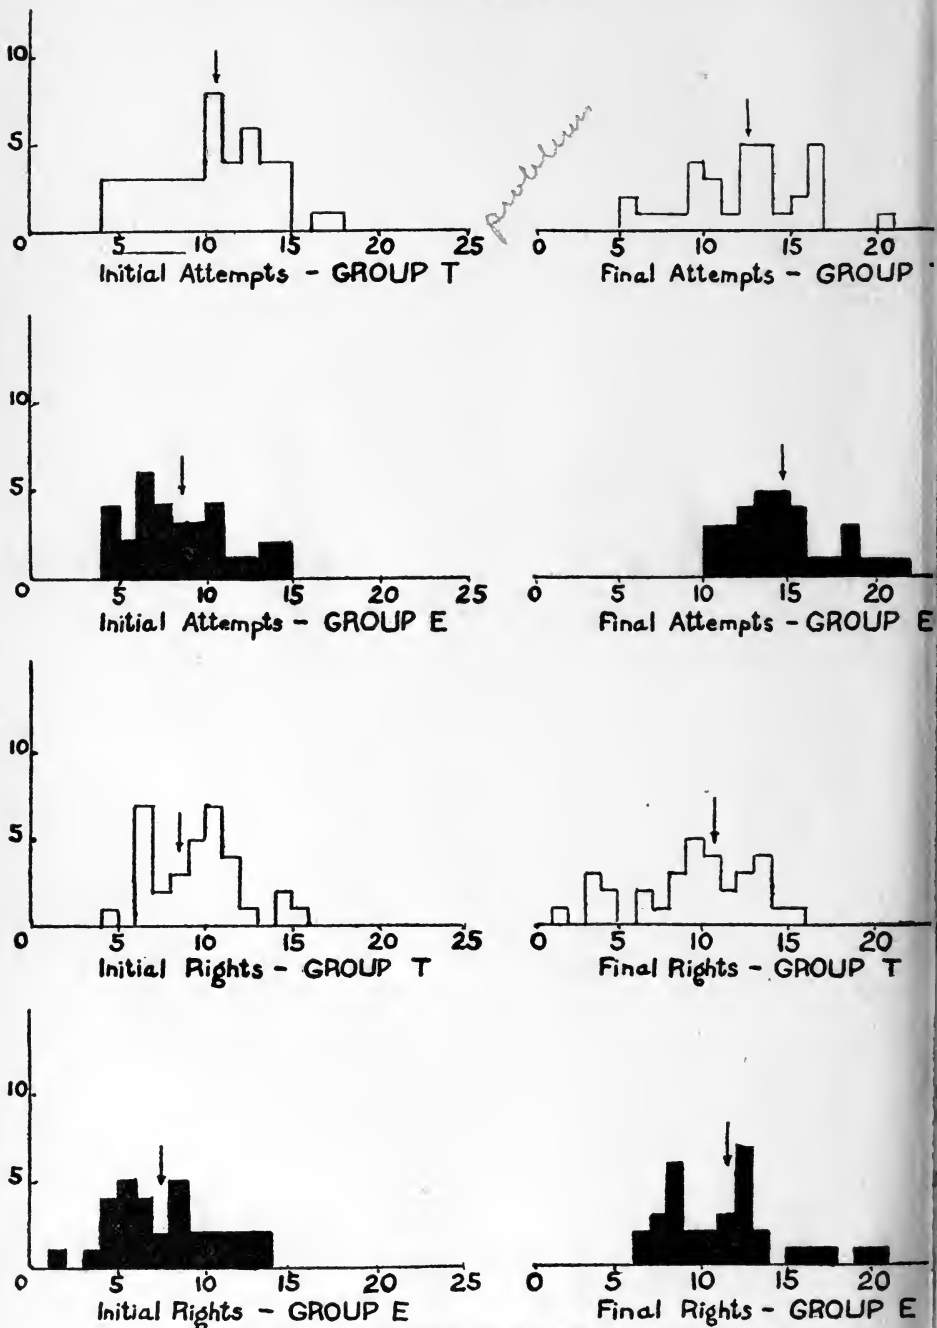 10
5
0 5 10 15 20 25
Initial Attempts - GROUP T
problem
0 5 10 15 20
Final Attempts - GROUP
10
5
0 5 10 15 20 25
Initial Attempts - GROUP E
0 5 10 15 20
Final Attempts - GROUP E
10
5
0 5 10 15 20 25
Initial Rights - GROUP T
0 5 10 15 20
Final Rights - GROUP T
10
5
0 5 10 15 20 25
Initial Rights - GROUP E
0 5 10 15 20
Final Rights - GROUP E